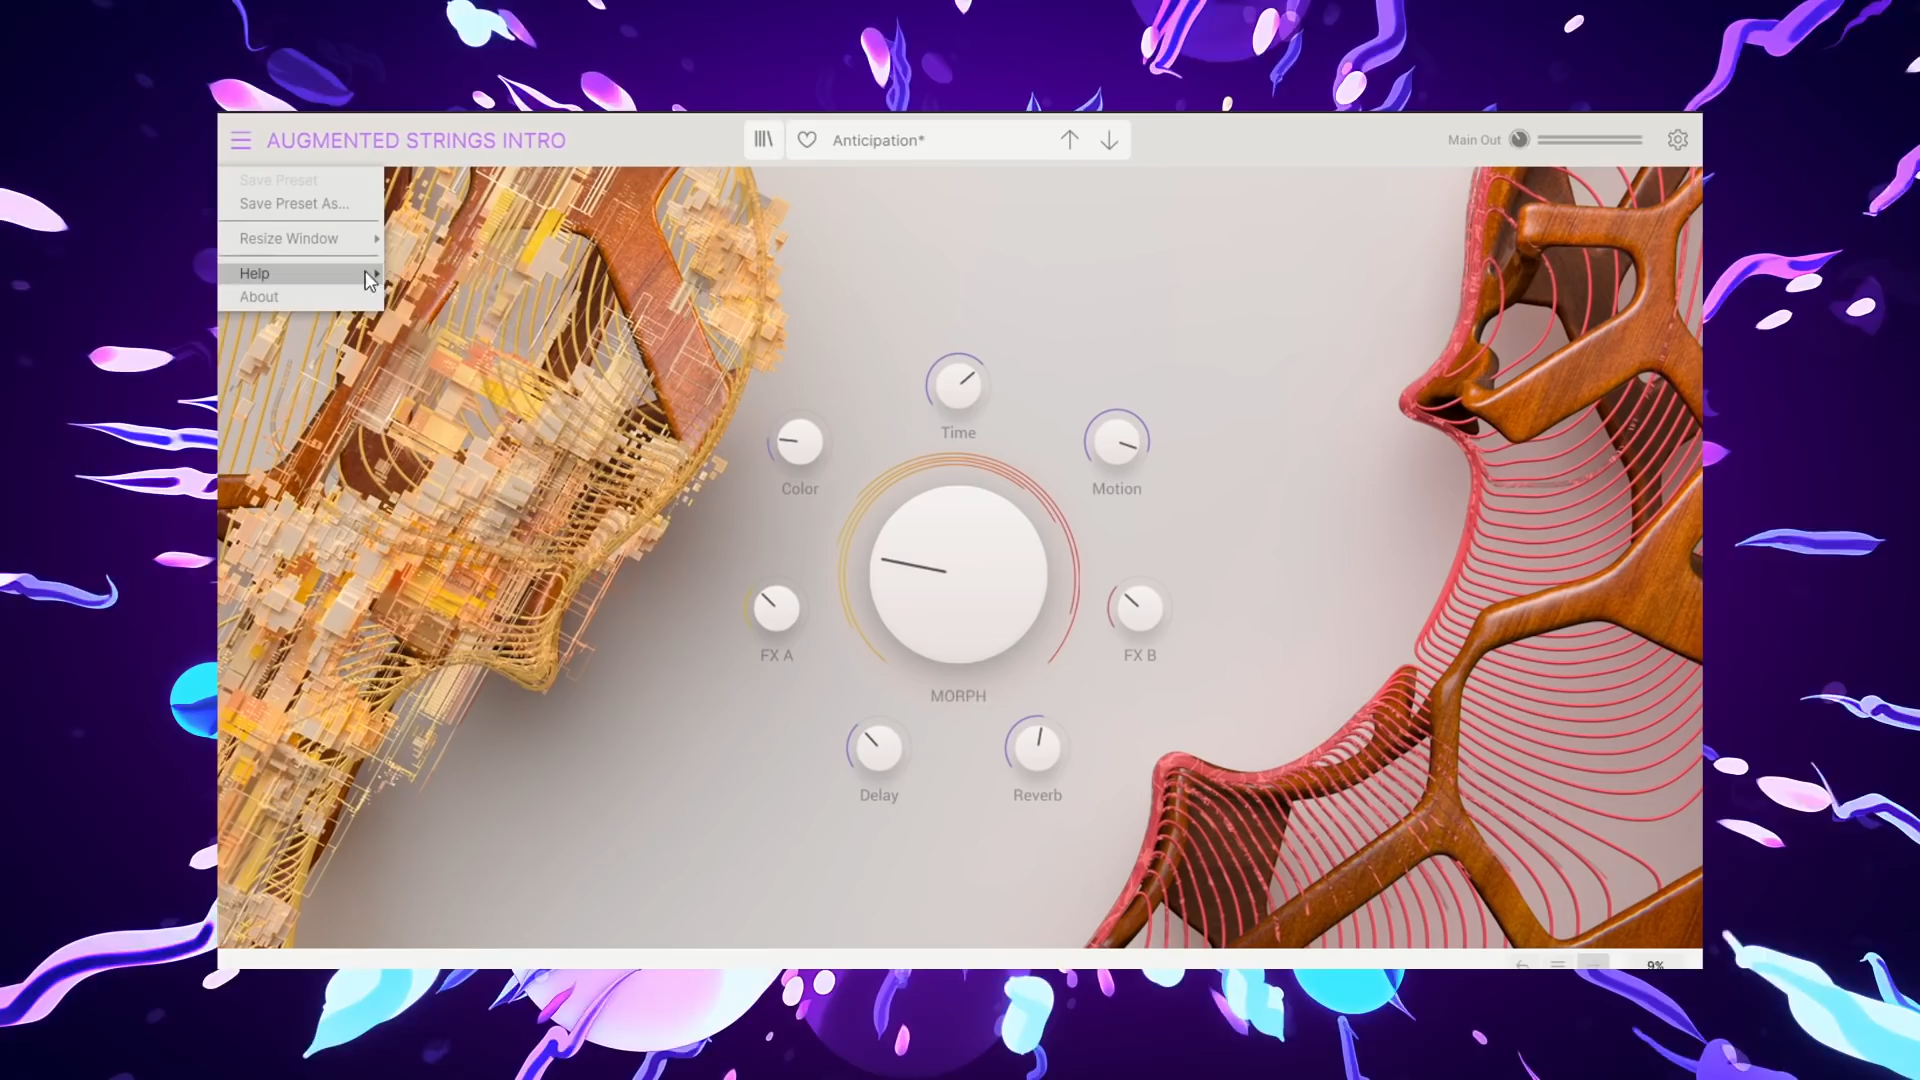 AUGMENTED STRINGS INTRO
Anticipation*
Main Out
Save Preset
Save Preset As...
Resize Window
Help
About
Time
Color
Motion
FX A
FX B
MORPH
Delay
Reverb
9%